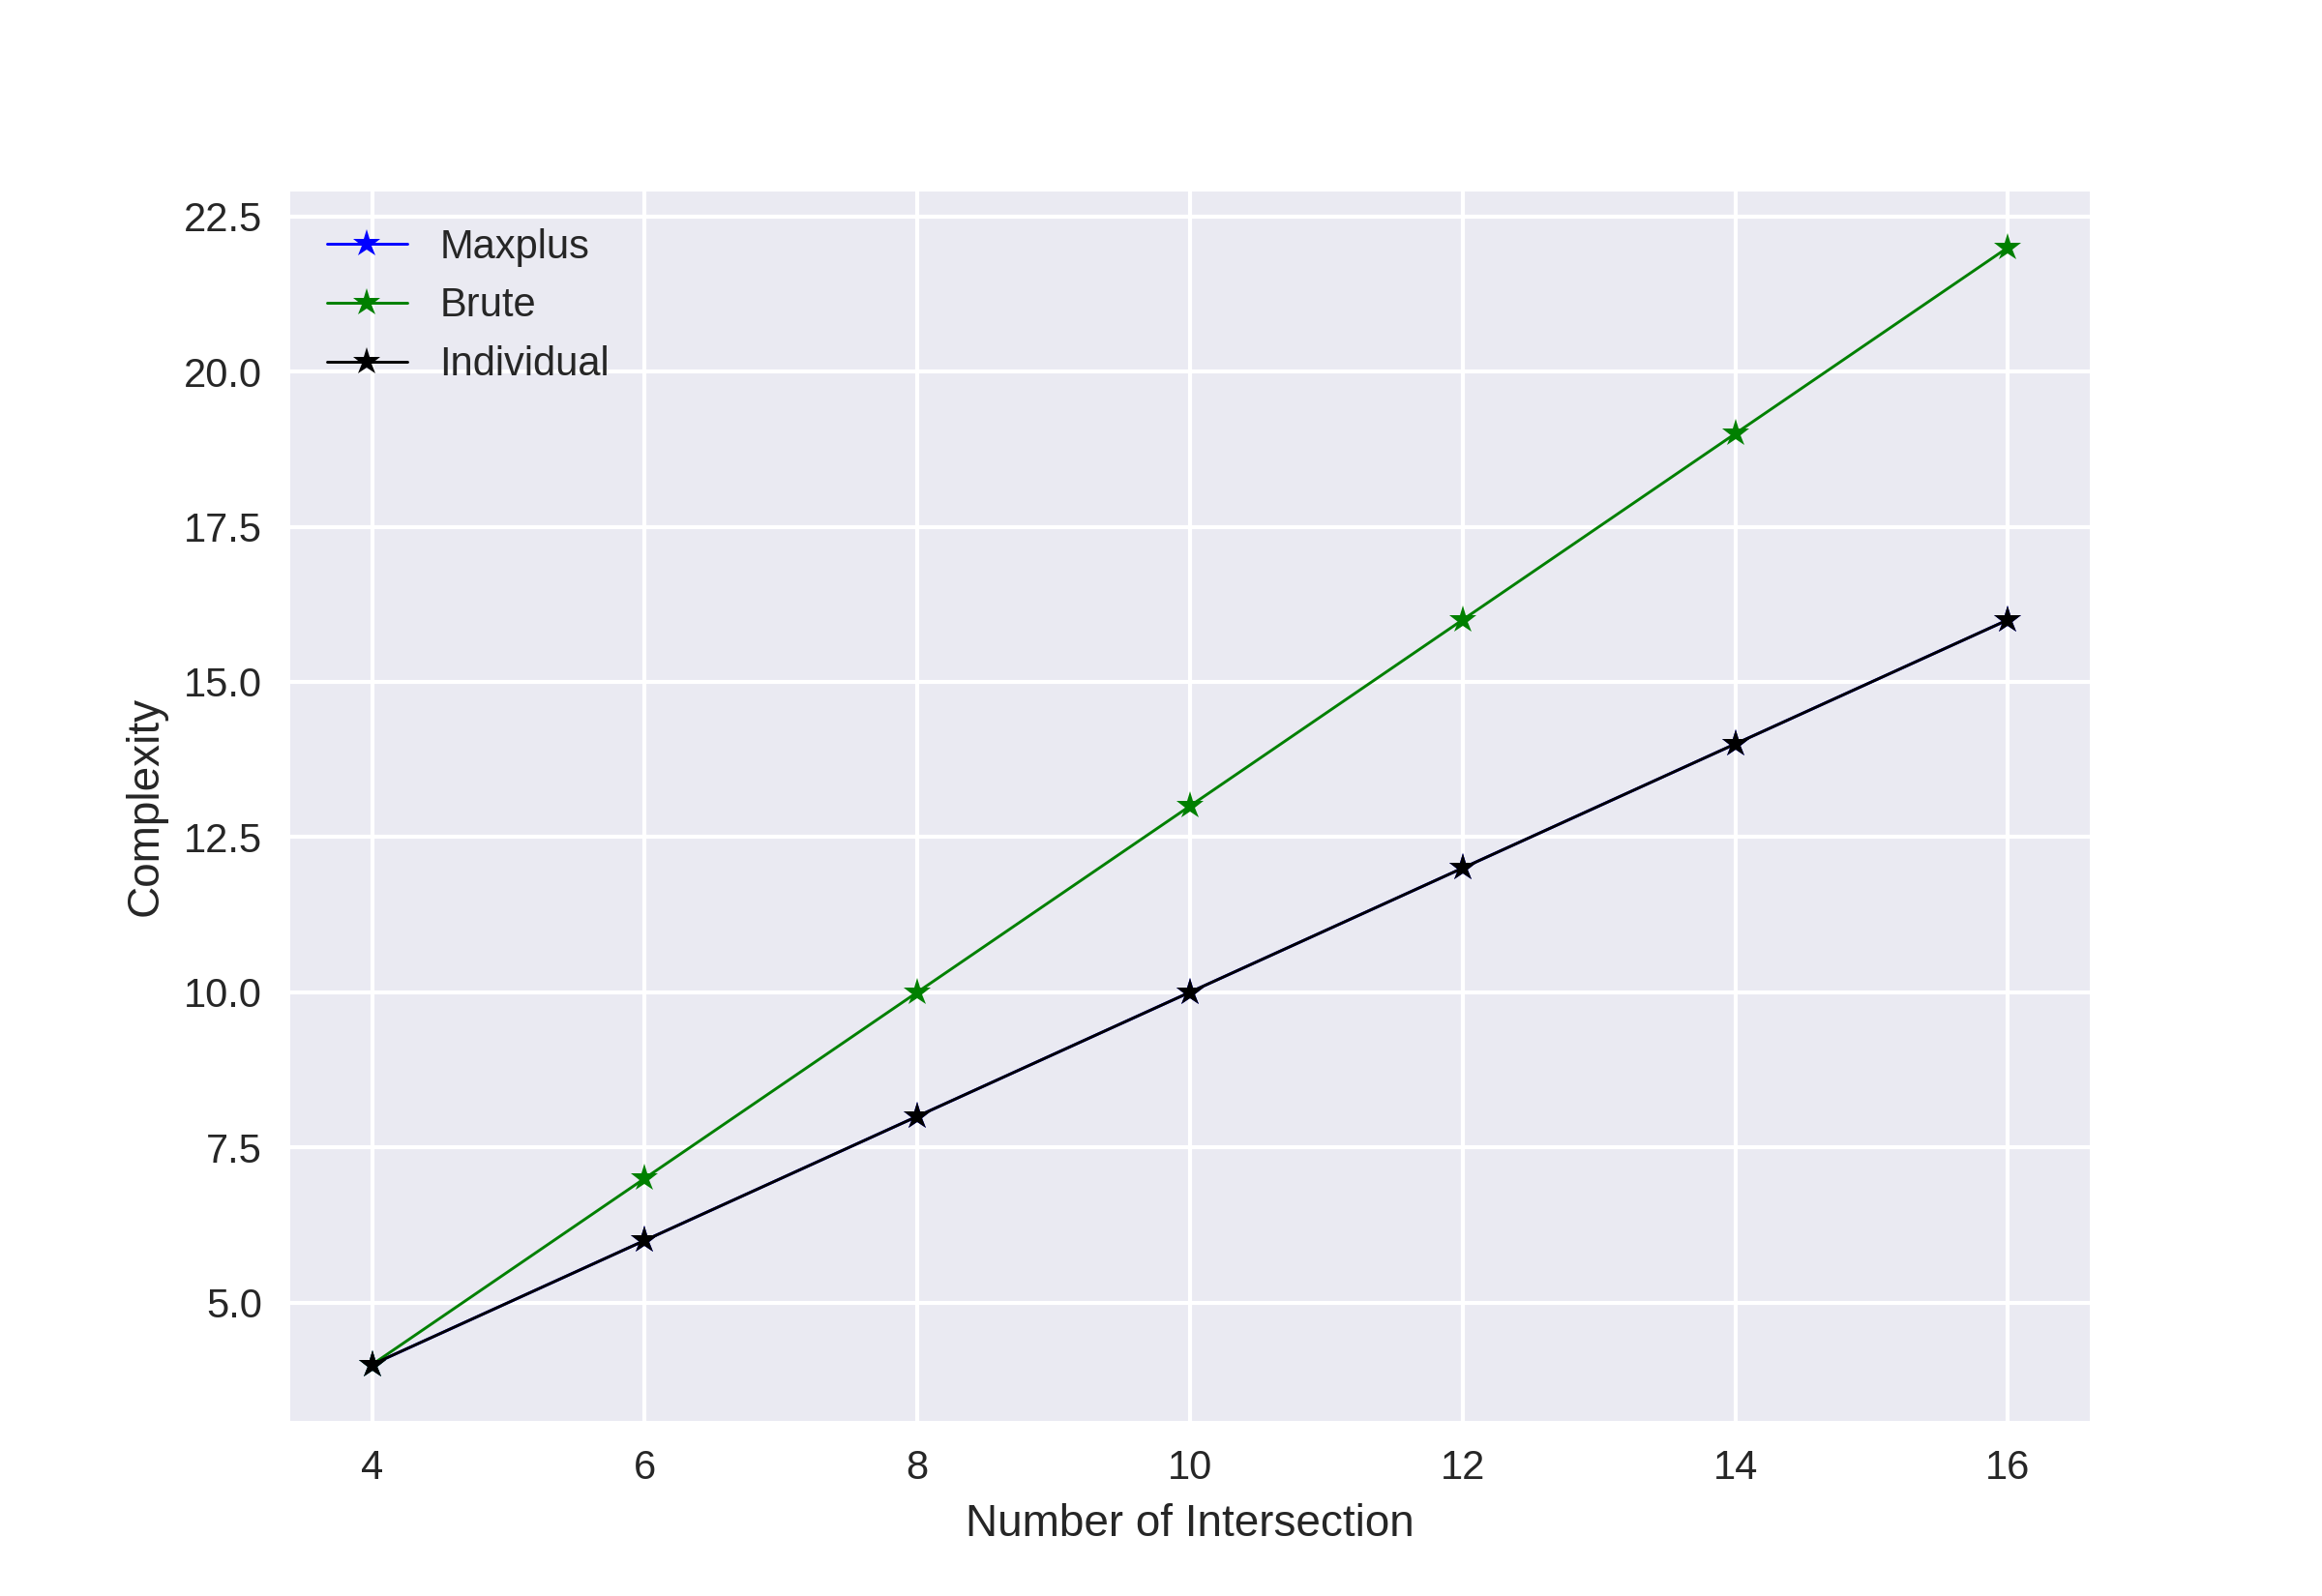 22.5
20.0
17.5
15.0
12.5
10.0
7.5
5.0
Complexity
Maxplus
Brute
Individual
4 6 8 10 12 14 16
Number of Intersection